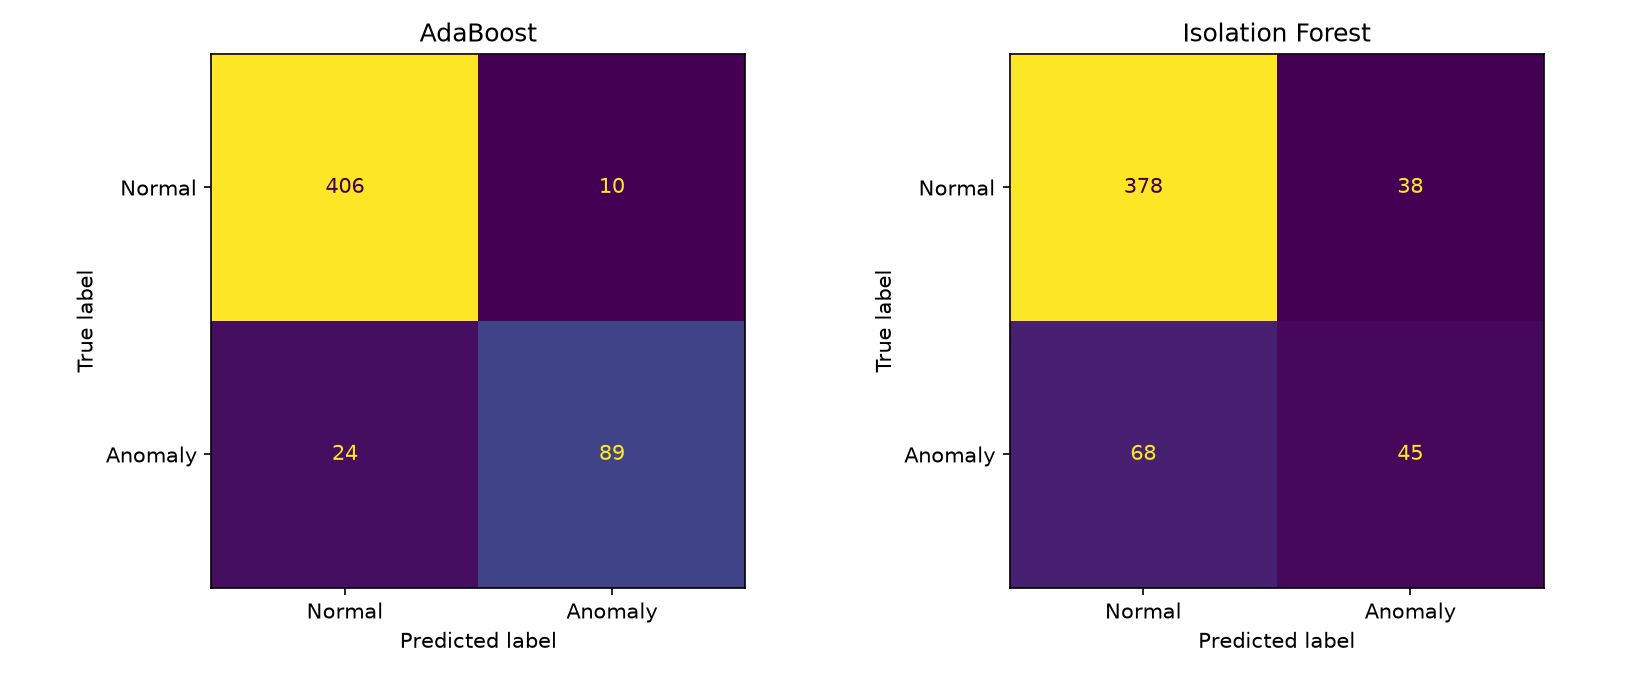 AdaBoost
Normal
406
10
True label
Anomaly
24
89
Normal
Anomaly
Predicted label
Isolation Forest
Normal
378
38
True label
Anomaly
68
45
Normal
Anomaly
Predicted label